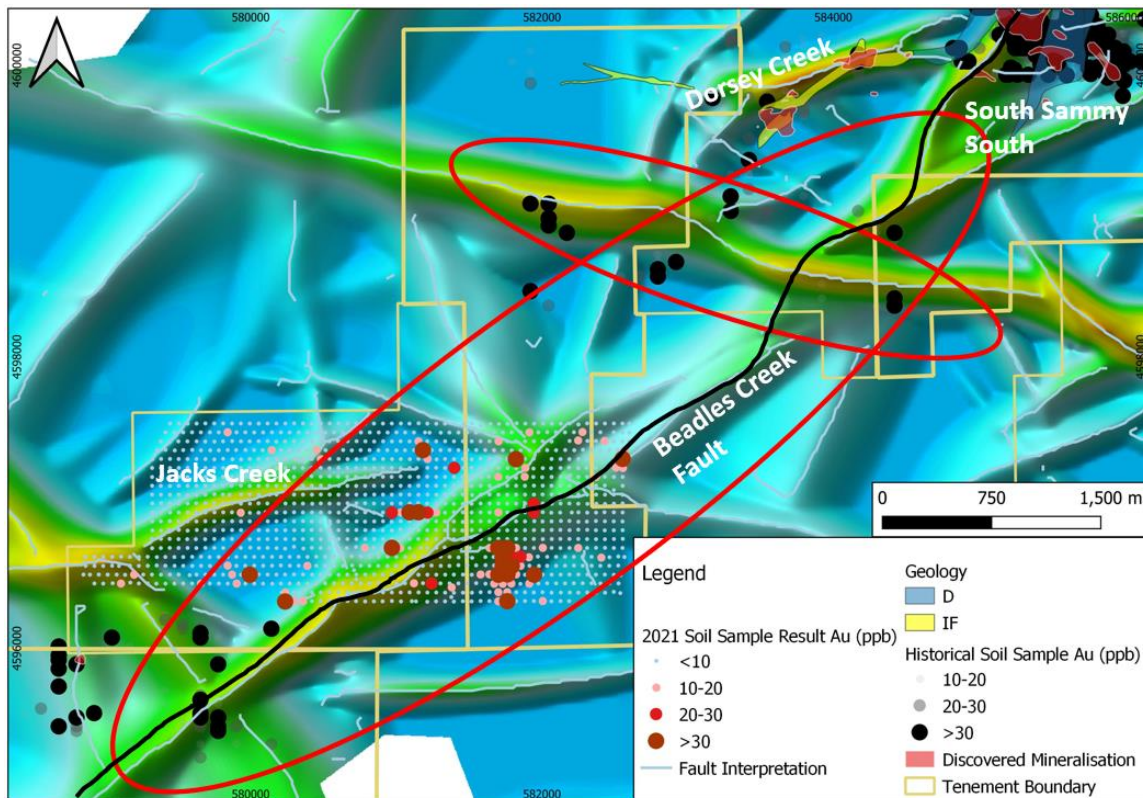 580000
582000
584000
586000
4600000
4600000
Dorsey Creek
South Sammy
South
4598000
Beadles Creek
Fault
Jacks Creek
0
750
1,500 m
4596000
Legend
2021 Soil Sample Result Au (ppb)
<10
10-20
20-30
>30
Fault Interpretation
Geology
D
IF
Historical Soil Sample Au (ppb)
10-20
20-30
>30
Discovered Mineralisation
Tenement Boundary
580000
582000